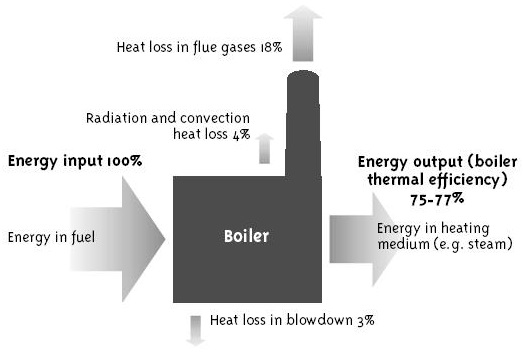 Heat loss in flue gases 18%
Radiation and convection
heat loss 4%
Energy input 100%
Energy output (boiler
thermal efficiency)
75-77%
Energy in fuel
Boiler
Energy in heating
medium (e.g. steam)
Heat loss in blowdown 3%